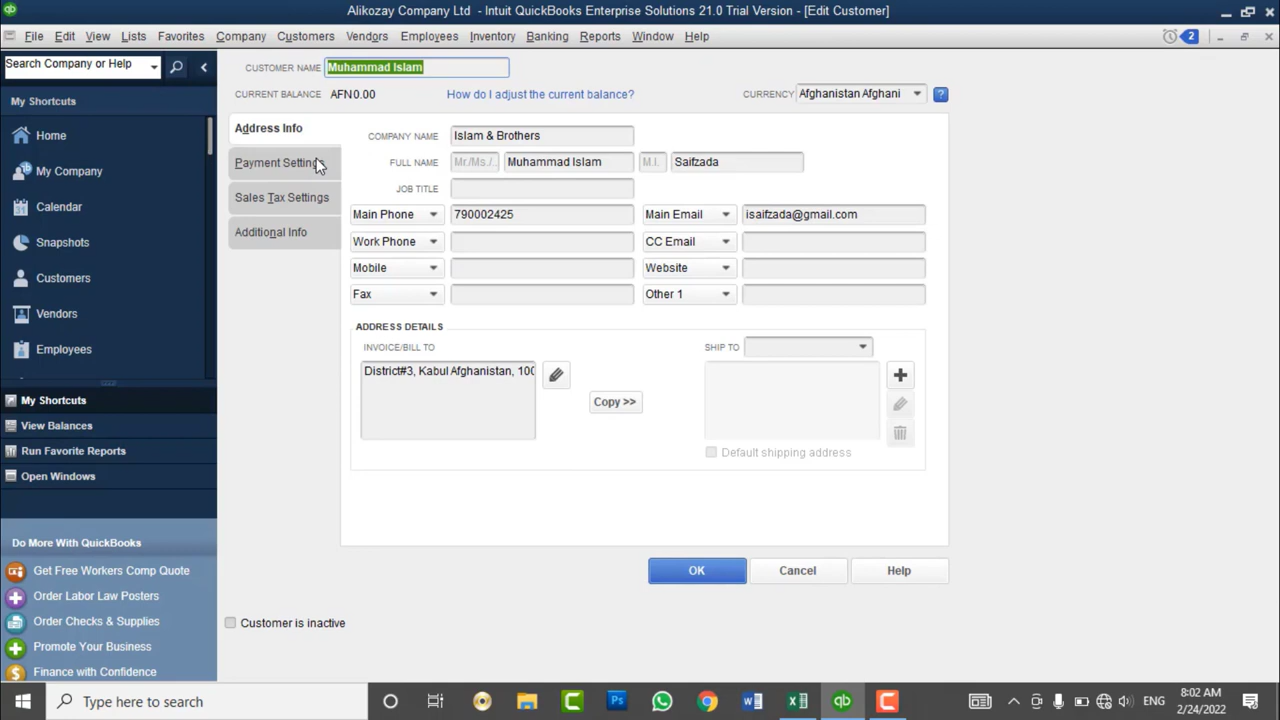 Alikozay Company Ltd - Intuit QuickBooks Enterprise Solutions 21.0 Trial Version - [Edit Customer]
File Edit View Lists Favorites Company Customers Vendors Employees Inventory Banking Reports Window Help 2
Search Company or Help
My Shortcuts
Home
My Company
Calendar
Snapshots
Customers
Vendors
Employees
My Shortcuts
View Balances
Run Favorite Reports
Open Windows
Do More With QuickBooks
Get Free Workers Comp Quote
Order Labor Law Posters
Order Checks & Supplies
Promote Your Business
Finance with Confidence
CUSTOMER NAME Muhammad Islam
CURRENT BALANCE AFN0.00 How do I adjust the current balance? CURRENCY Afghanistan Afghani ?
Address Info
Payment Settings
Sales Tax Settings
Additional Info
COMPANY NAME Islam & Brothers
FULL NAME Mr./Ms./.. Muhammad Islam M.I. Saifzada
JOB TITLE
Main Phone 790002425 Main Email isaifzada@gmail.com
Work Phone CC Email
Mobile Website
Fax Other 1
ADDRESS DETAILS
INVOICE/BILL TO SHIP TO
District#3, Kabul Afghanistan, 100
Copy >>
Default shipping address
OK Cancel Help
Customer is inactive
Type here to search
Ps
ENG
8:02 AM
2/24/2022